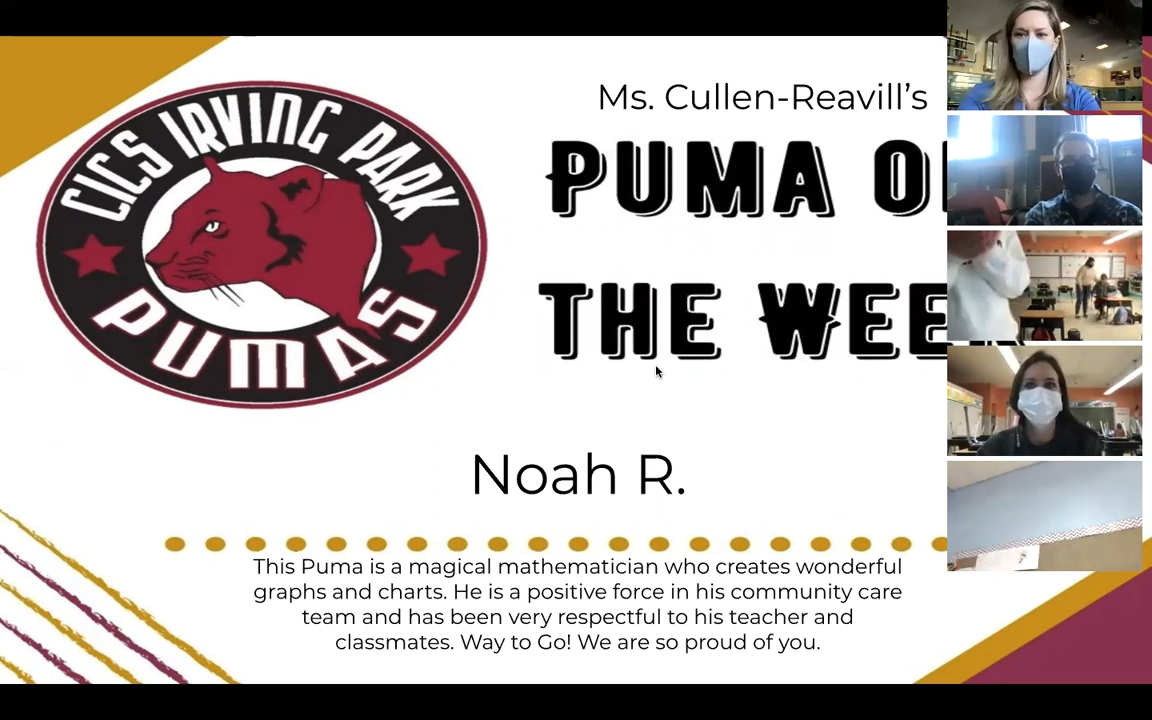 CICS IRVING PARK
PUMAS
Ms. Cullen-Reavill's
PUMA
THE
Noah R.
This Puma is a magical mathematician who creates wonderful
graphs and charts. He is a positive force in his community care
team and has been very respectful to his teacher and
classmates. Way to Go! We are so proud of you.